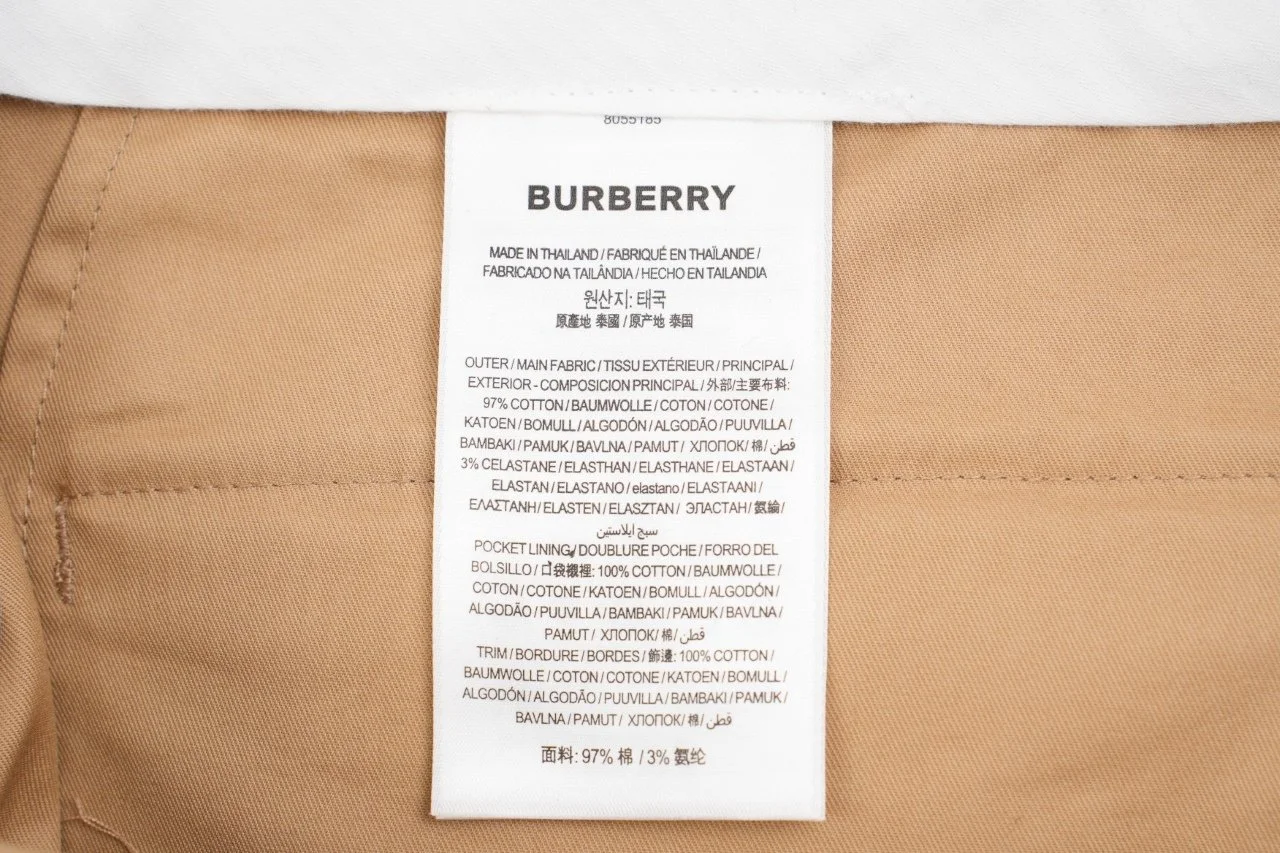 8055185
BURBERRY
MADE IN THAILAND / FABRIQUÉ EN THAÏLANDE /
FABRICADO NA TAILÂNDIA / HECHO EN TAILANDIA
원산지: 태국
原產地 泰國 / 原产地 泰国
OUTER / MAIN FABRIC / TISSU EXTÉRIEUR / PRINCIPAL /
EXTERIOR - COMPOSICION PRINCIPAL / 外部/主要布料:
97% COTTON / BAUMWOLLE / COTON / COTONE /
KATOEN / BOMULL / ALGODÓN / ALGODÃO / PUUVILLA /
BAMBAKI / PAMUK / BAVLNA / PAMUT / ХЛОПОК/ 棉/ قطن/
3% CELASTANE / ELASTHAN / ELASTHANE / ELASTAAN /
ELASTAN / ELASTANO / elastano / ELASTAANI /
ΕΛΑΣΤΑΝΗ / ELASTEN / ELASZTAN / ЭЛАСТАН/ 氨綸/
سيج ايلاستين
POCKET LINING/ DOUBLURE POCHE / FORRO DEL
BOLSILLO / 口袋襯裡: 100% COTTON / BAUMWOLLE /
COTON / COTONE / KATOEN / BOMULL / ALGODÓN /
ALGODÃO / PUUVILLA / BAMBAKI / PAMUK / BAVLNA /
PAMUT / ХЛОПОК/ 棉/ قطن/
TRIM / BORDURE / BORDES / 飾邊: 100% COTTON /
BAUMWOLLE / COTON / COTONE / KATOEN / BOMULL /
ALGODÓN / ALGODÃO / PUUVILLA / BAMBAKI / PAMUK /
BAVLNA / PAMUT / ХЛОПОК/ 棉/ قطن/
面料: 97% 棉 / 3% 氨纶